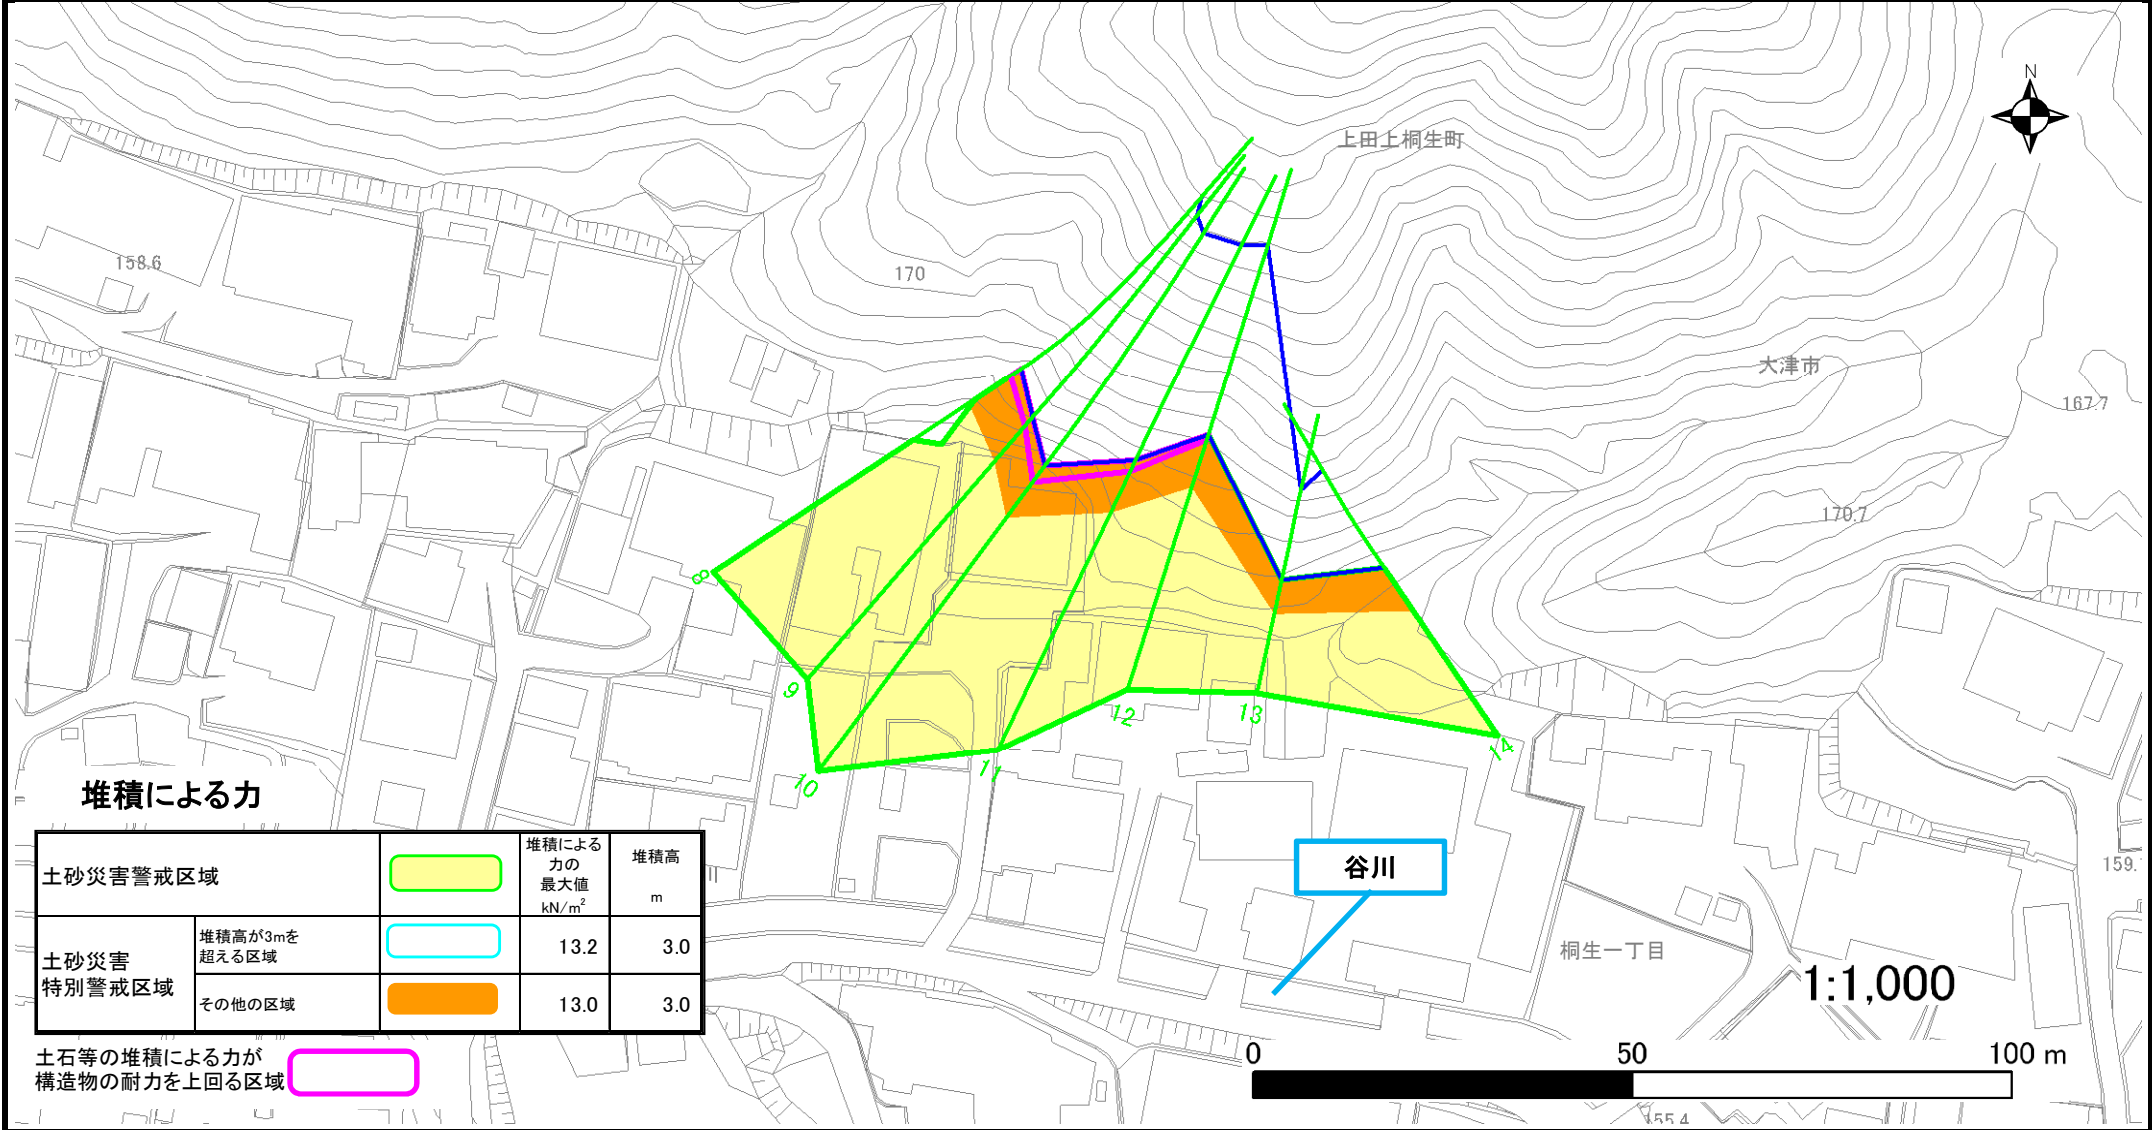 N
上田上桐生町
158.6
170
大津市
167.7
170.7
8
9
10
11
12
13
14
堆積による力
土砂災害警戒区域
堆積による
力の
最大値
kN/m²
堆積高
m
土砂災害
特別警戒区域
堆積高が3mを
超える区域
13.2
3.0
その他の区域
13.0
3.0
土石等の堆積による力が
構造物の耐力を上回る区域
谷川
159.
桐生一丁目
1:1,000
0
50
100 m
155.4